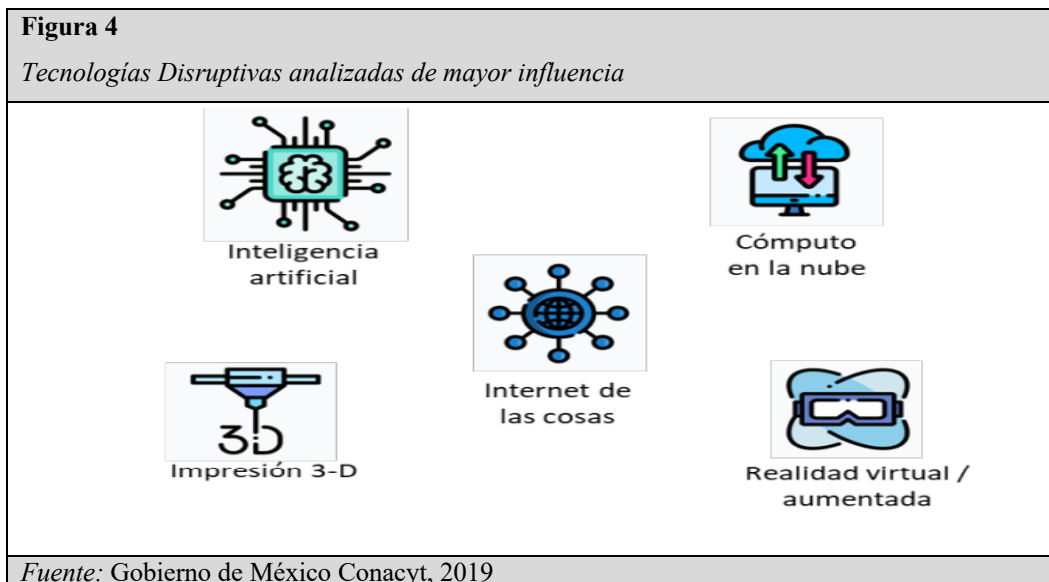 Figura 4
Tecnologías Disruptivas analizadas de mayor influencia
Inteligencia
artificial
Cómputo
en la nube
Internet de
las cosas
3D
Impresión 3-D
Realidad virtual /
aumentada
Fuente: Gobierno de México Conacyt, 2019